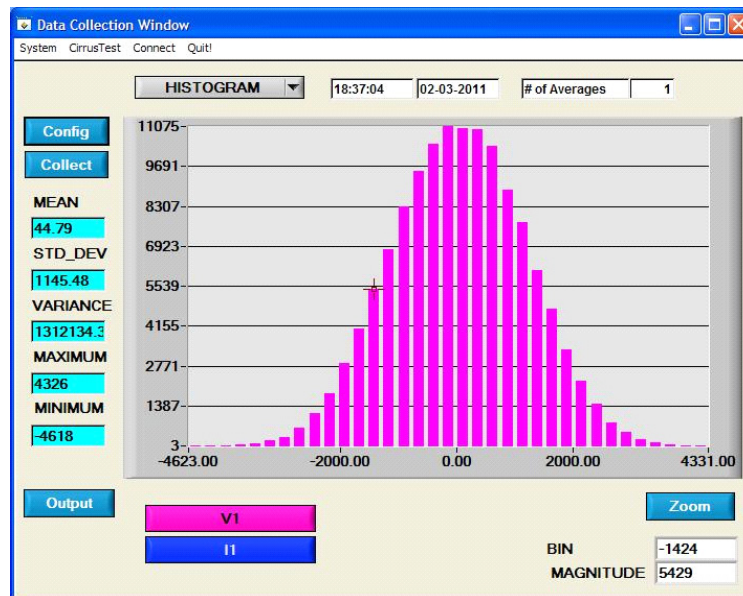 Data Collection Window
System CirrusTest Connect Quit!
HISTOGRAM 18:37:04 02-03-2011 # of Averages 1
Config
Collect
MEAN
44.79
STD_DEV
1145.48
VARIANCE
1312134.3
MAXIMUM
4326
MINIMUM
-4618
Output
11075
9691
8307
6923
5539
4155
2771
1387
3
-4623.00 -2000.00 0.00 2000.00 4331.00
V1
I1
Zoom
BIN -1424
MAGNITUDE 5429